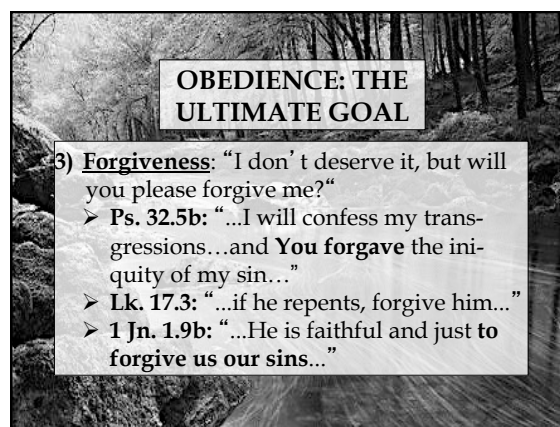 OBEDIENCE: THE
ULTIMATE GOAL
3) Forgiveness: “I don’t deserve it, but will
you please forgive me?“
➢ Ps. 32.5b: “...I will confess my trans-
gressions…and You forgave the ini-
quity of my sin…”
➢ Lk. 17.3: “...if he repents, forgive him...”
➢ 1 Jn. 1.9b: “...He is faithful and just to
forgive us our sins...”